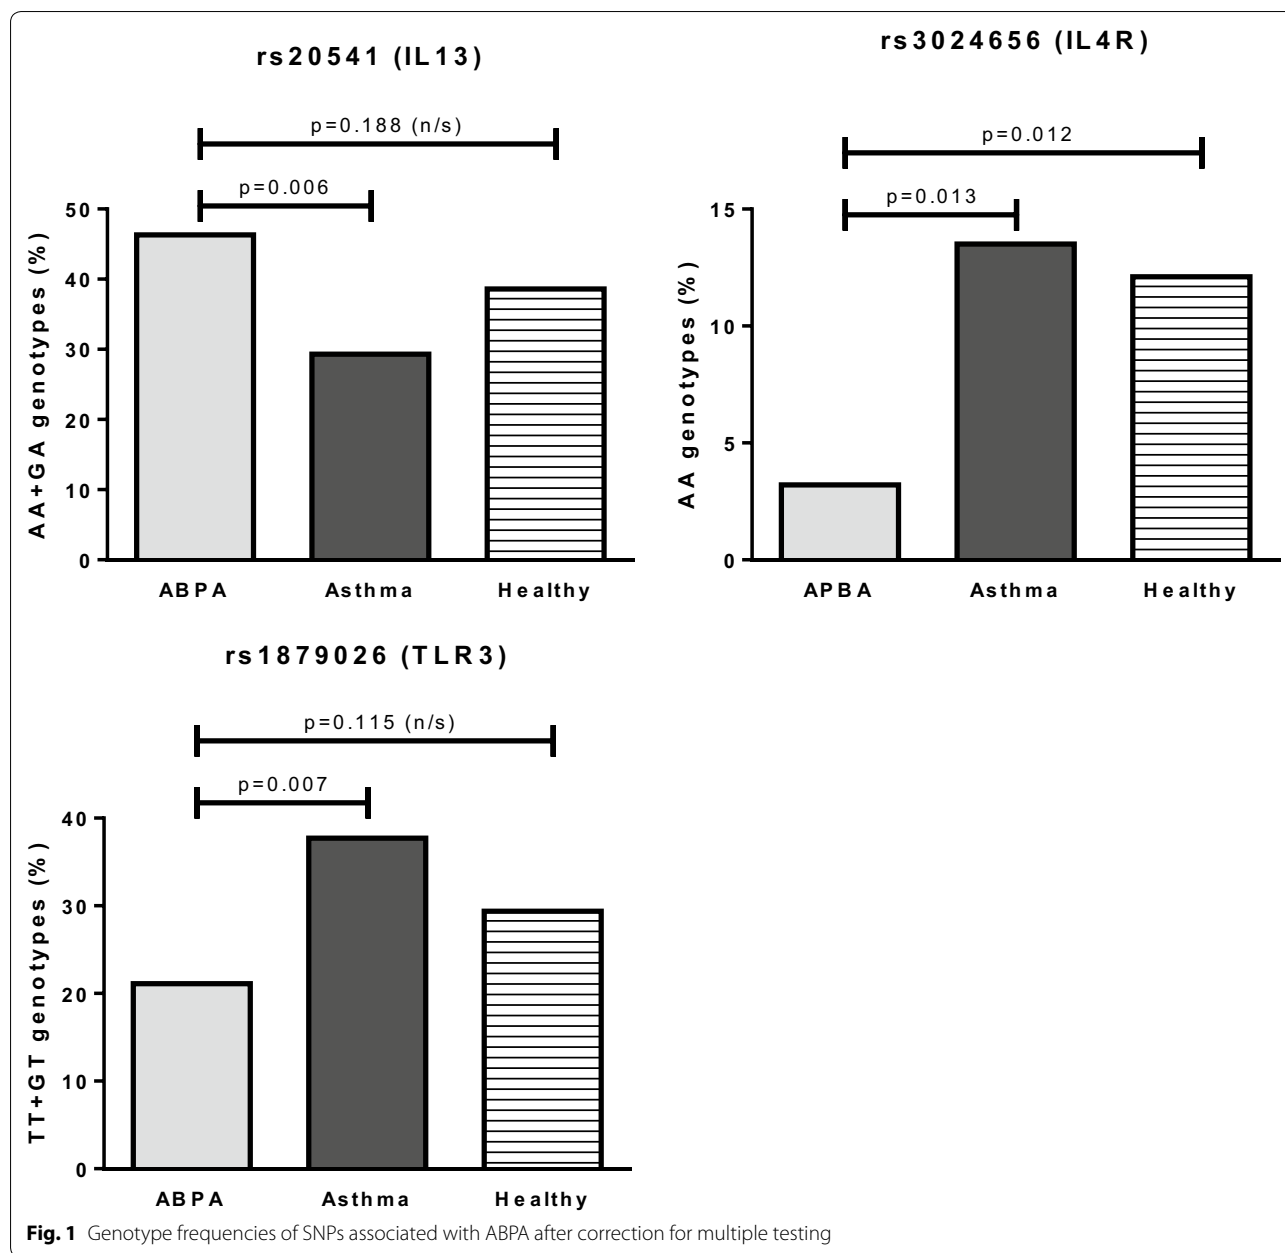 rs20541 (IL13)
p=0.188 (n/s)
p=0.006
AA+GA genotypes (%)
50
40
30
20
10
0
ABPA Asthma Healthy
rs3024656 (IL4R)
p=0.012
p=0.013
AA genotypes (%)
15
10
5
0
APBA Asthma Healthy
rs1879026 (TLR3)
p=0.115 (n/s)
p=0.007
TT+GT genotypes (%)
40
30
20
10
0
ABPA Asthma Healthy
Fig. 1 Genotype frequencies of SNPs associated with ABPA after correction for multiple testing